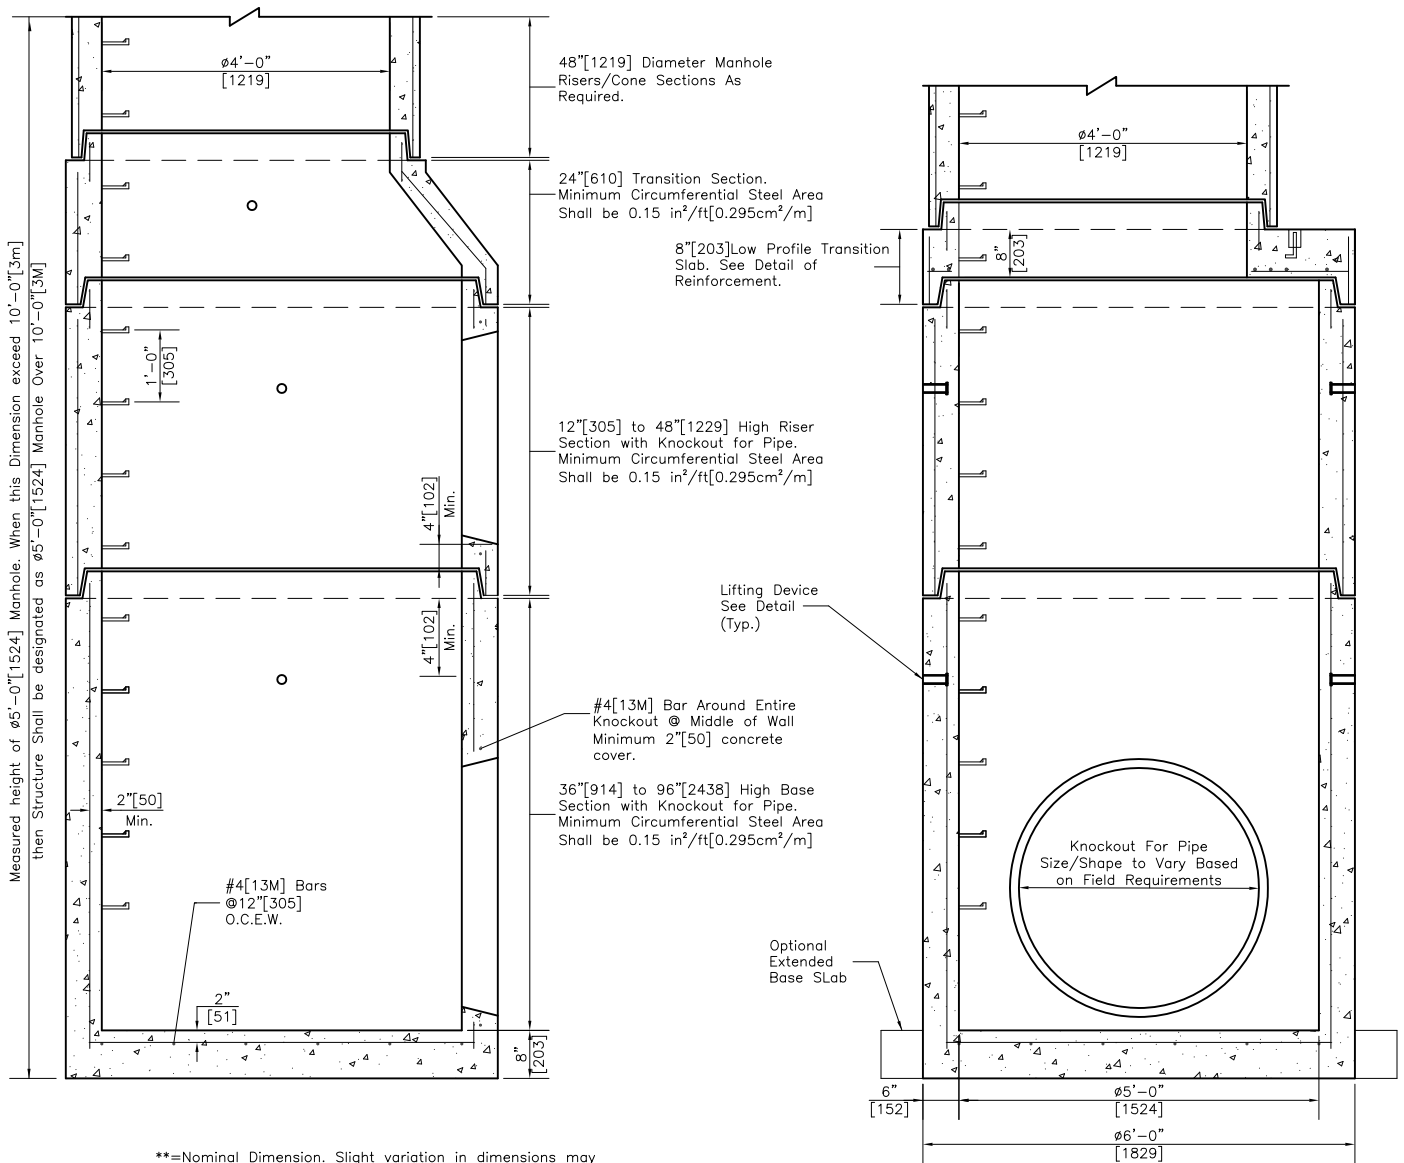 Measured height of ø5'-0"[1524] Manhole. When this Dimension exceed 10'-0"[3m]
then Structure Shall be designated as ø5'-0"[1524] Manhole Over 10'-0"[3M]
ø4'-0"
[1219]
48"[1219] Diameter Manhole
Risers/Cone Sections As
Required.
24"[610] Transition Section.
Minimum Circumferential Steel Area
Shall be 0.15 in²/ft[0.295cm²/m]
1'-0"
[305]
12"[305] to 48"[1229] High Riser
Section with Knockout for Pipe.
Minimum Circumferential Steel Area
Shall be 0.15 in²/ft[0.295cm²/m]
4"[102]
Min.
4"[102]
Min.
#4[13M] Bar Around Entire
Knockout @ Middle of Wall
Minimum 2"[50] concrete
cover.
36"[914] to 96"[2438] High Base
Section with Knockout for Pipe.
Minimum Circumferential Steel Area
Shall be 0.15 in²/ft[0.295cm²/m]
2"[50]
Min.
#4[13M] Bars
@12"[305]
O.C.E.W.
2"
[51]
8"
[203]
**=Nominal Dimension. Slight variation in dimensions may
ø4'-0"
[1219]
8"[203]Low Profile Transition
Slab. See Detail of
Reinforcement.
8"
[203]
Lifting Device
See Detail
(Typ.)
Knockout For Pipe
Size/Shape to Vary Based
on Field Requirements
Optional
Extended
Base SLab
6"
[152]
ø5'-0"
[1524]
ø6'-0"
[1829]